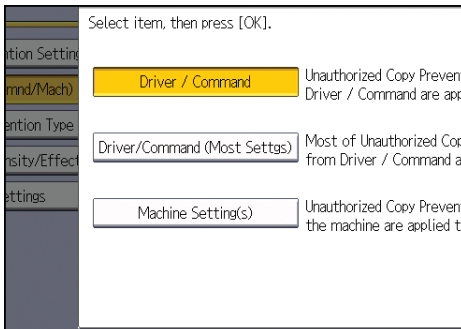 Select item, then press [OK].
ntion Setting
mnd/Mach)
ention Type
nsity/Effect
ettings
Driver / Command
Unauthorized Copy Preven
Driver / Command are app
Driver/Command (Most Settgs)
Most of Unauthorized Cop
from Driver / Command a
Machine Setting(s)
Unauthorized Copy Preven
the machine are applied t